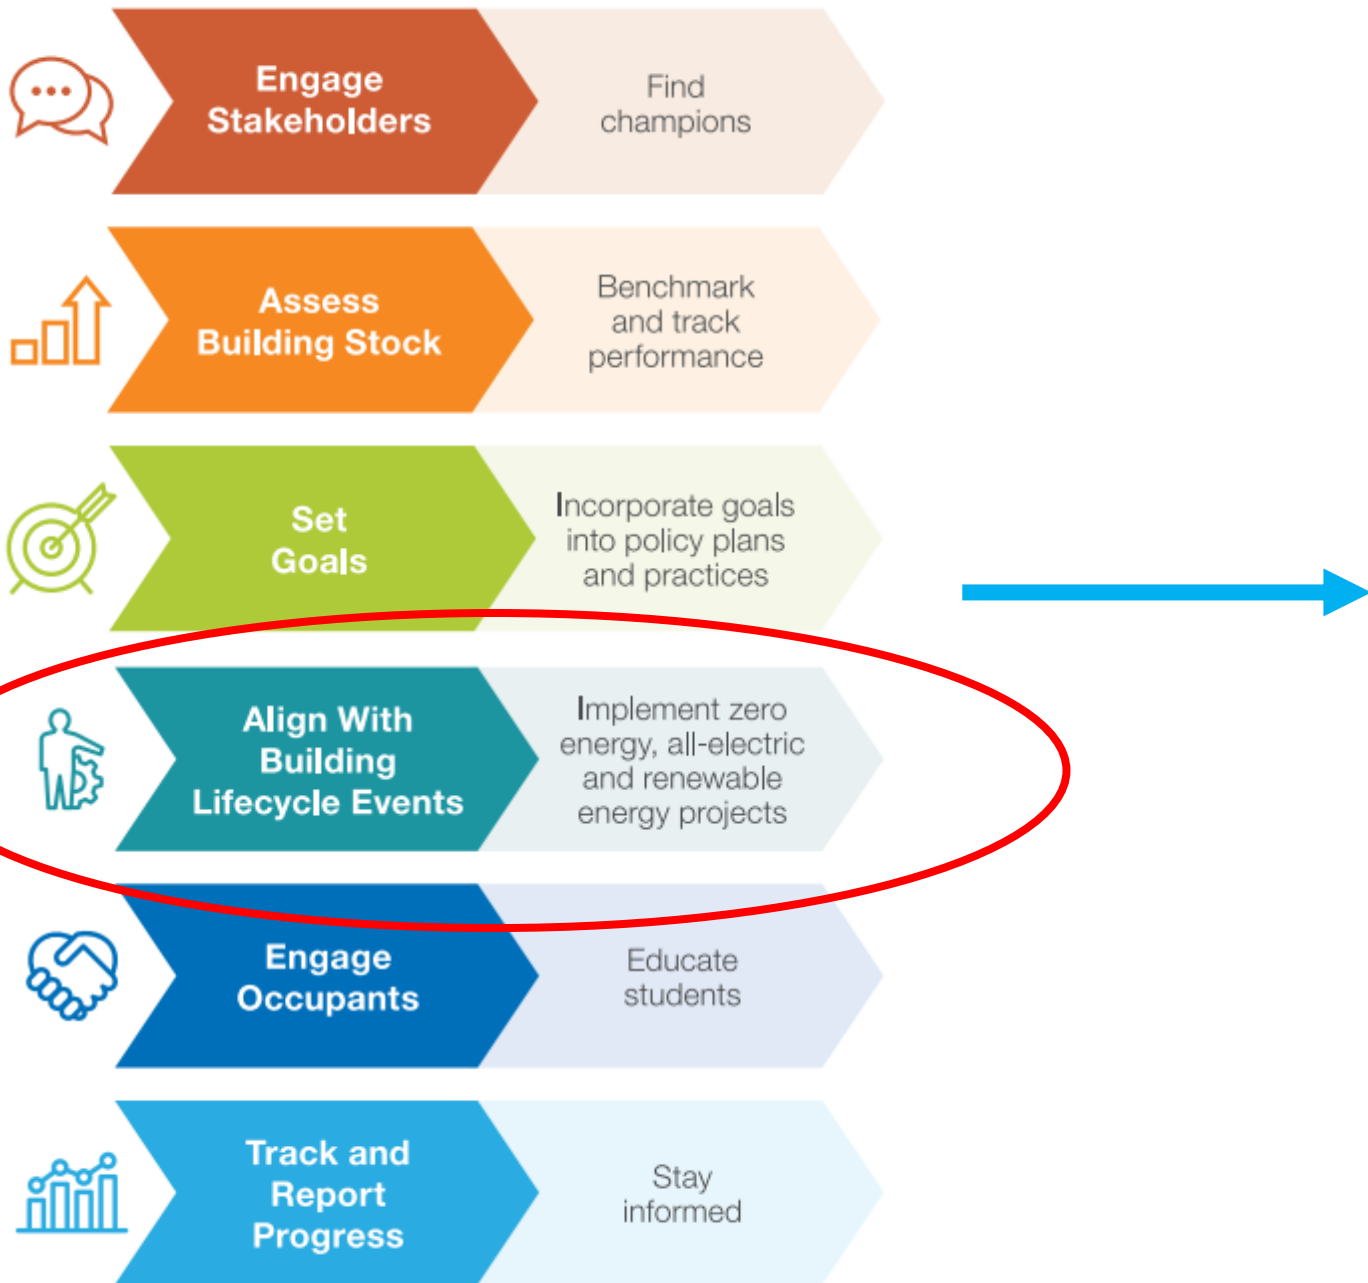 Engage
Stakeholders
Find
champions
Assess
Building Stock
Benchmark
and track
performance
Set
Goals
Incorporate goals
into policy plans
and practices
Align With
Building
Lifecycle Events
Implement zero
energy, all-electric
and renewable
energy projects
Engage
Occupants
Educate
students
Track and
Report
Progress
Stay
informed